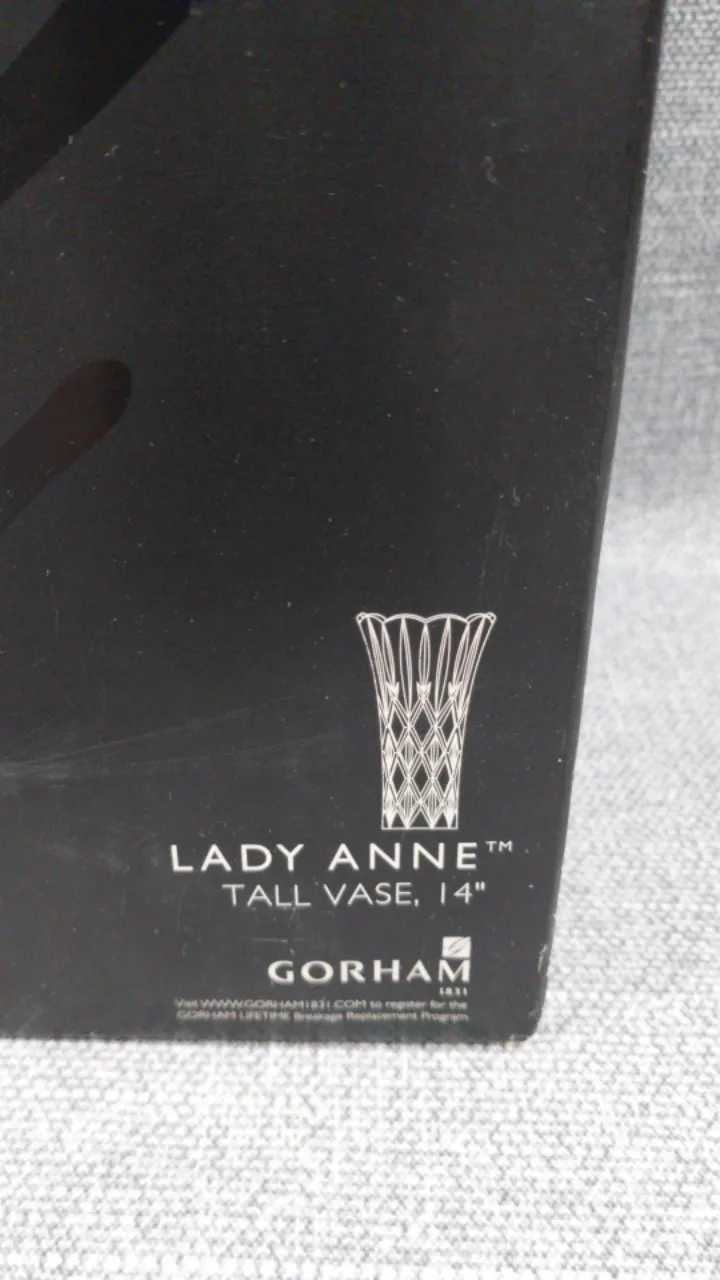 LADY ANNE™
TALL VASE, 14"
GORHAM
1831
Visit WWW.GORHAM1831.COM to register for the
GORHAM LIFETIME Breakage Replacement Program.